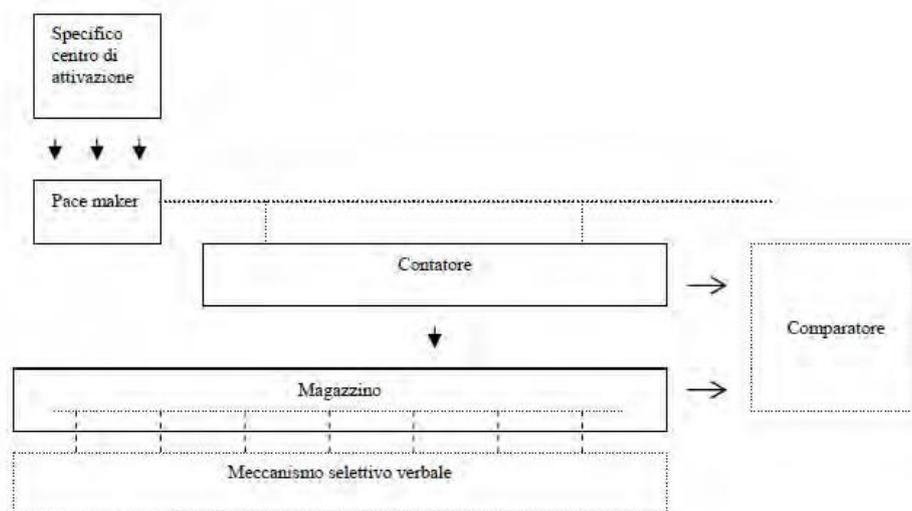 Specifico
centro di
attivazione
Pace maker
Contatore
Comparatore
Magazzino
Meccanismo selettivo verbale